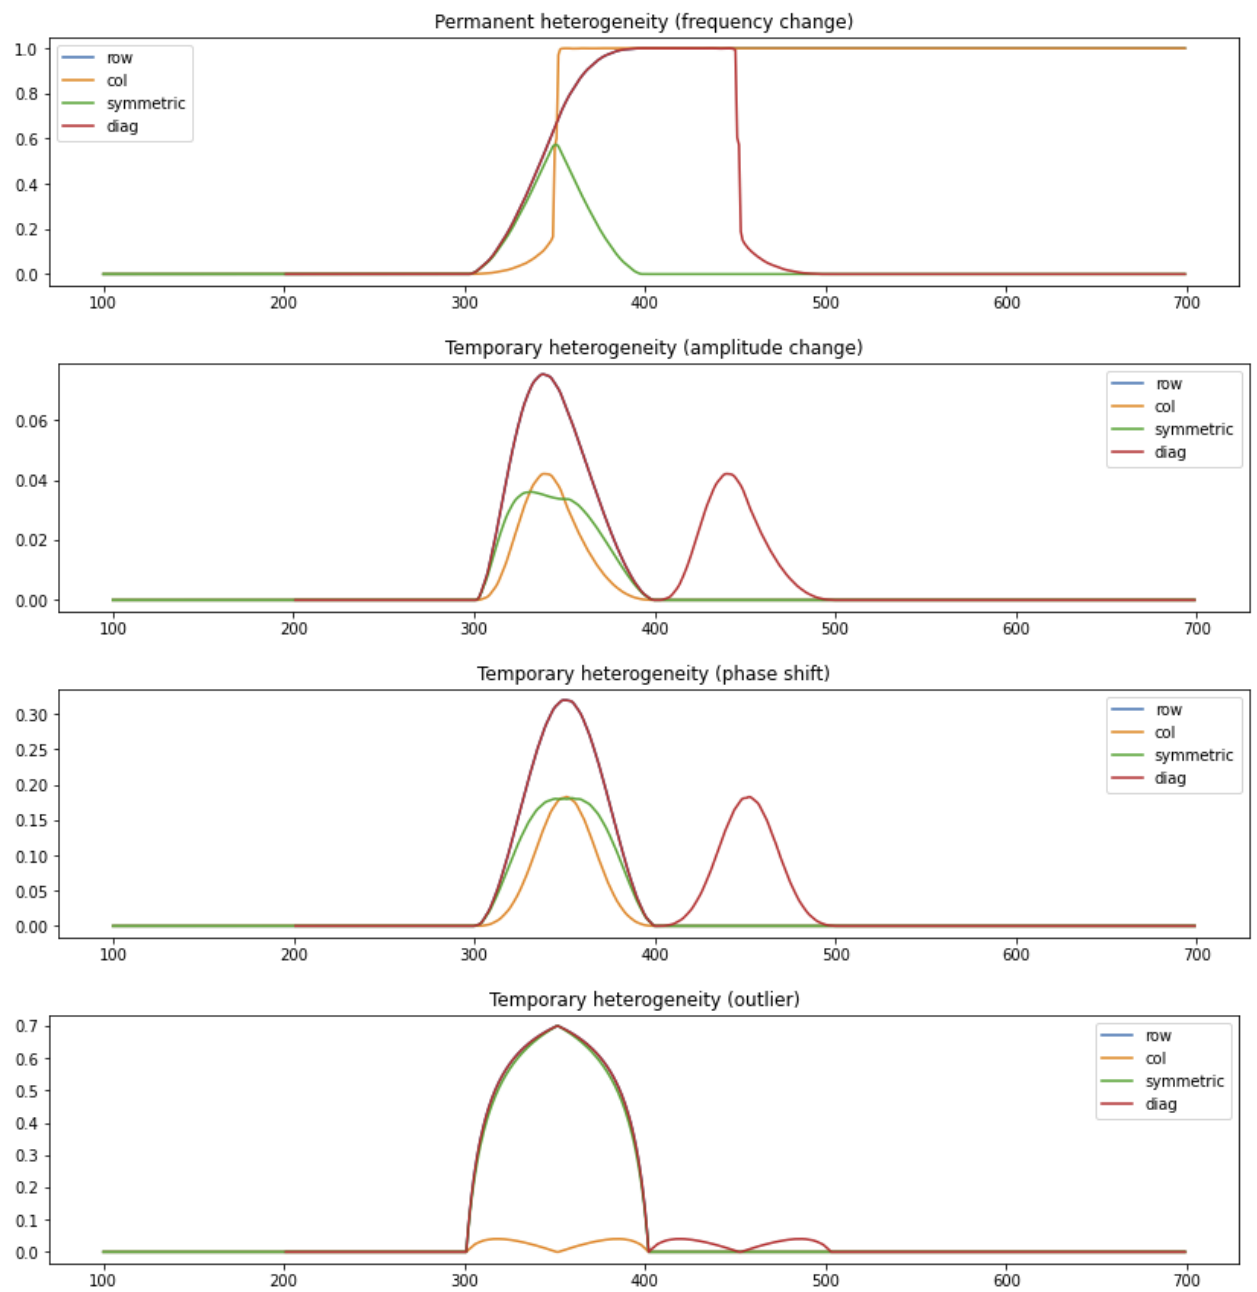 Permanent heterogeneity (frequency change)
1.0
0.8
0.6
0.4
0.2
0.0
row
col
symmetric
diag
100 200 300 400 500 600 700
Temporary heterogeneity (amplitude change)
0.06
0.04
0.02
0.00
row
col
symmetric
diag
100 200 300 400 500 600 700
Temporary heterogeneity (phase shift)
0.30
0.25
0.20
0.15
0.10
0.05
0.00
row
col
symmetric
diag
100 200 300 400 500 600 700
Temporary heterogeneity (outlier)
0.7
0.6
0.5
0.4
0.3
0.2
0.1
0.0
row
col
symmetric
diag
100 200 300 400 500 600 700